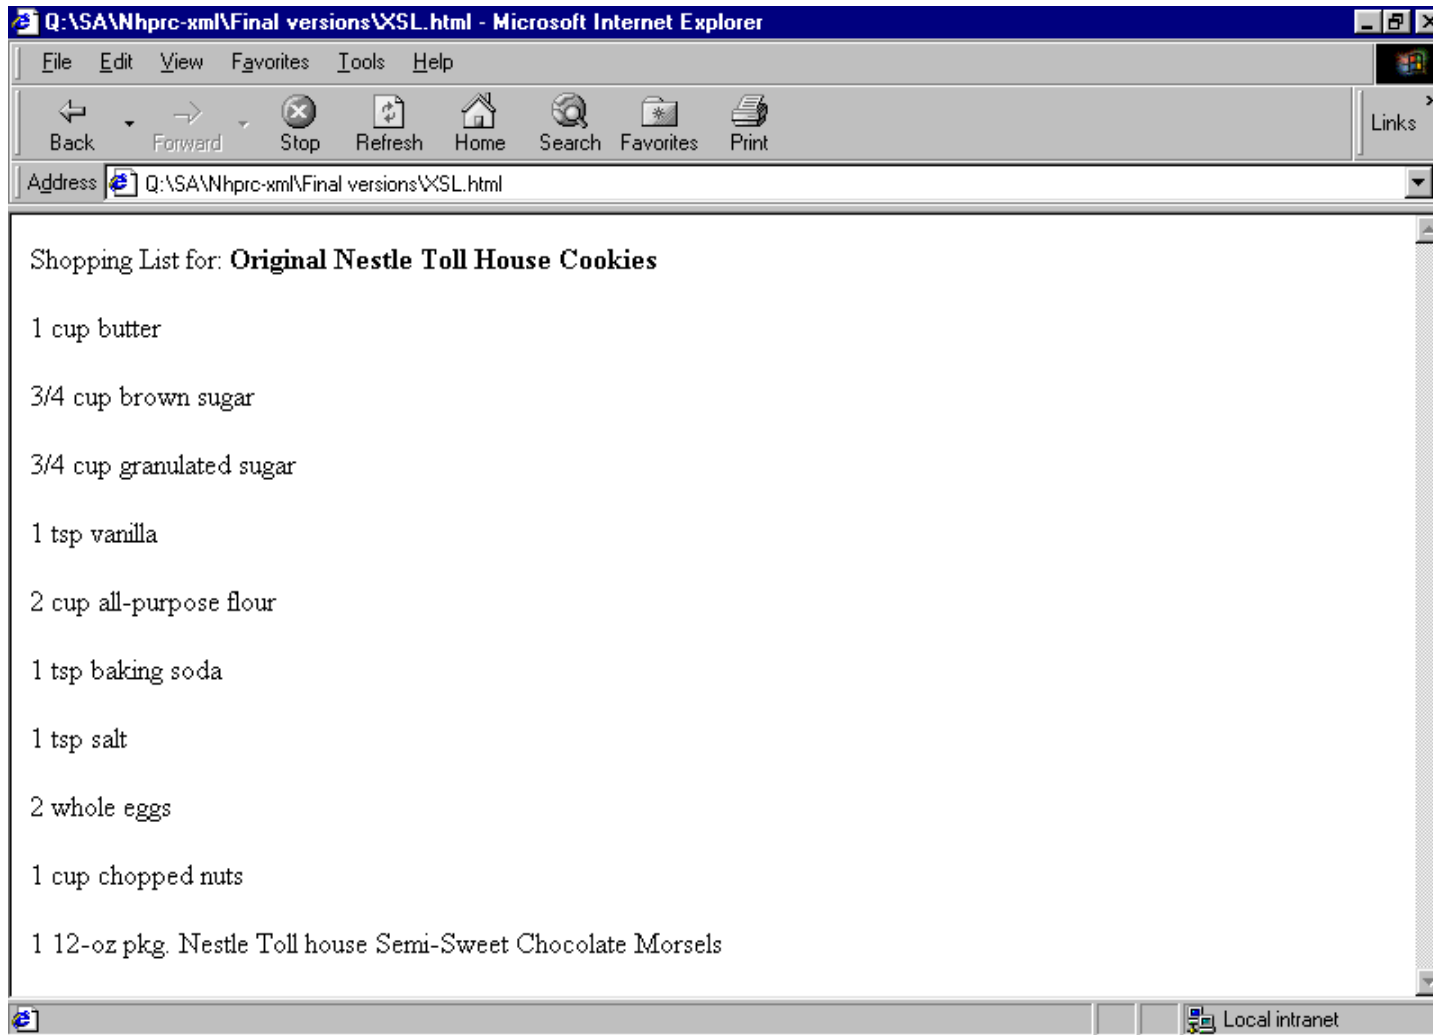 Q:\SA\Nhprc-xml\Final versions\XSL.html - Microsoft Internet Explorer
File Edit View Favorites Tools Help
Back Forward Stop Refresh Home Search Favorites Print Links
Address Q:\SA\Nhprc-xml\Final versions\XSL.html
Shopping List for: Original Nestle Toll House Cookies
1 cup butter
3/4 cup brown sugar
3/4 cup granulated sugar
1 tsp vanilla
2 cup all-purpose flour
1 tsp baking soda
1 tsp salt
2 whole eggs
1 cup chopped nuts
1 12-oz pkg. Nestle Toll house Semi-Sweet Chocolate Morsels
Local intranet